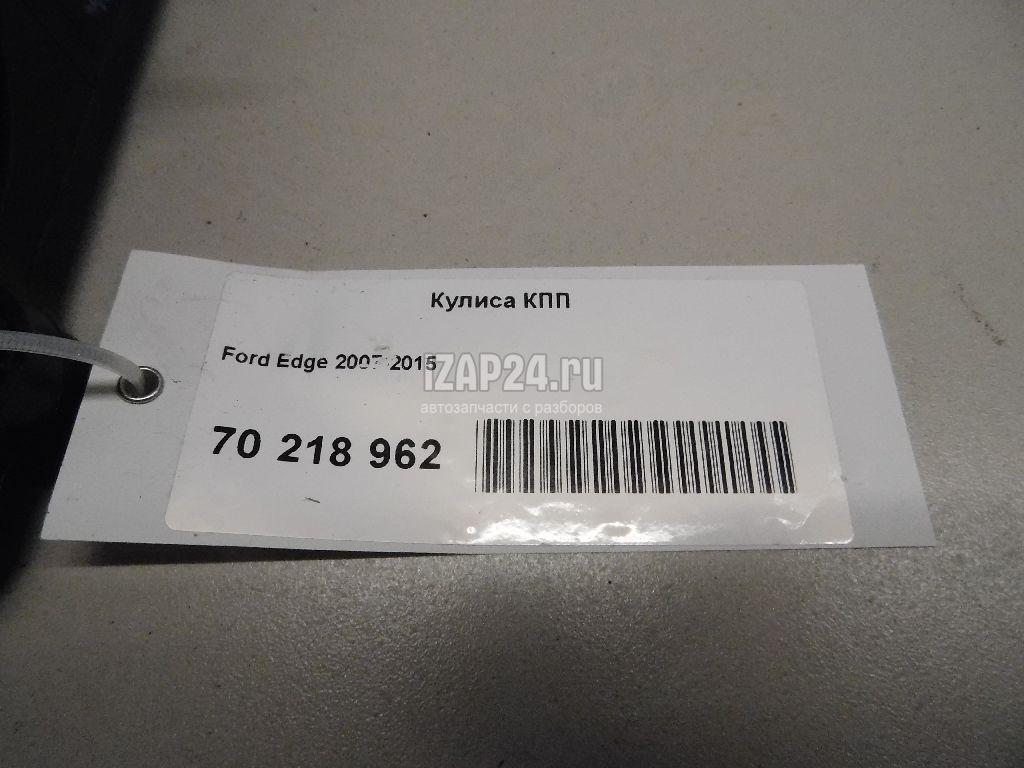 Кулиса КПП
Ford Edge 2007 2015
iZAP24.ru
автозапчасти с разборов
70 218 962